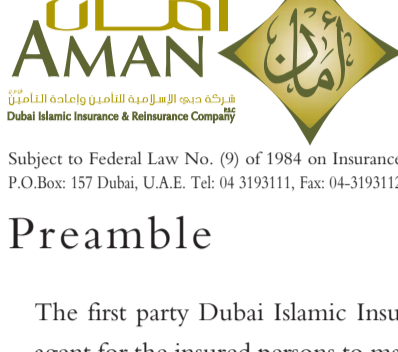 أمان
AMAN
أمان
شركة دبي الإسلامية للتأمين وإعادة التأمين
Dubai Islamic Insurance & Reinsurance Company P.S.C
Subject to Federal Law No. (9) of 1984 on Insurance
P.O.Box: 157 Dubai, U.A.E. Tel: 04 3193111, Fax: 04-3193112
Preamble
The first party Dubai Islamic Insu
agent for the insured persons to ma